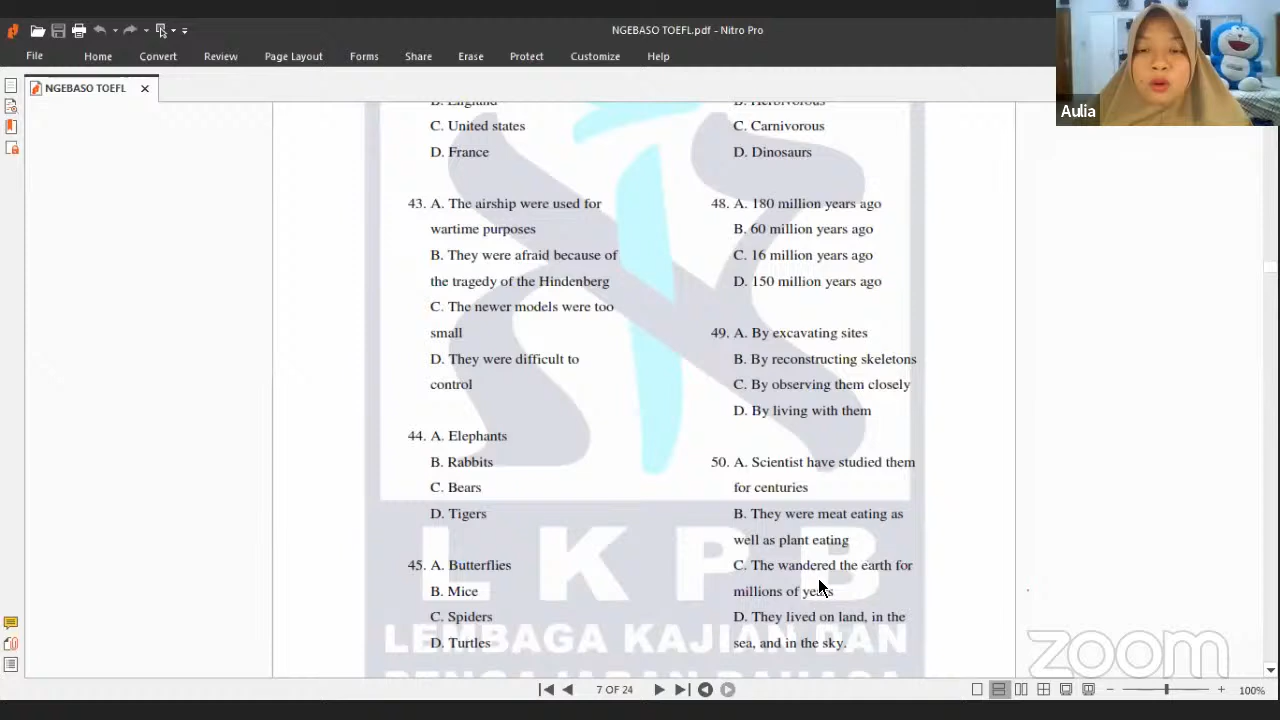 NGEBASO TOEFL.pdf - Nitro Pro
File Home Convert Review Page Layout Forms Share Erase Protect Customize Help
NGEBASO TOEFL
Aulia
B. England
C. United states
D. France
43. A. The airship were used for
wartime purposes
B. They were afraid because of
the tragedy of the Hindenberg
C. The newer models were too
small
D. They were difficult to
control
44. A. Elephants
B. Rabbits
C. Bears
D. Tigers
45. A. Butterflies
B. Mice
C. Spiders
D. Turtles
B. Herbivorous
C. Carnivorous
D. Dinosaurs
48. A. 180 million years ago
B. 60 million years ago
C. 16 million years ago
D. 150 million years ago
49. A. By excavating sites
B. By reconstructing skeletons
C. By observing them closely
D. By living with them
50. A. Scientist have studied them
for centuries
B. They were meat eating as
well as plant eating
C. The wandered the earth for
millions of years
D. They lived on land, in the
sea, and in the sky.
LKPB
LEMBAGA KAJIAN DAN
PENGAJARAN BAHASA
zoom
7 OF 24
100%